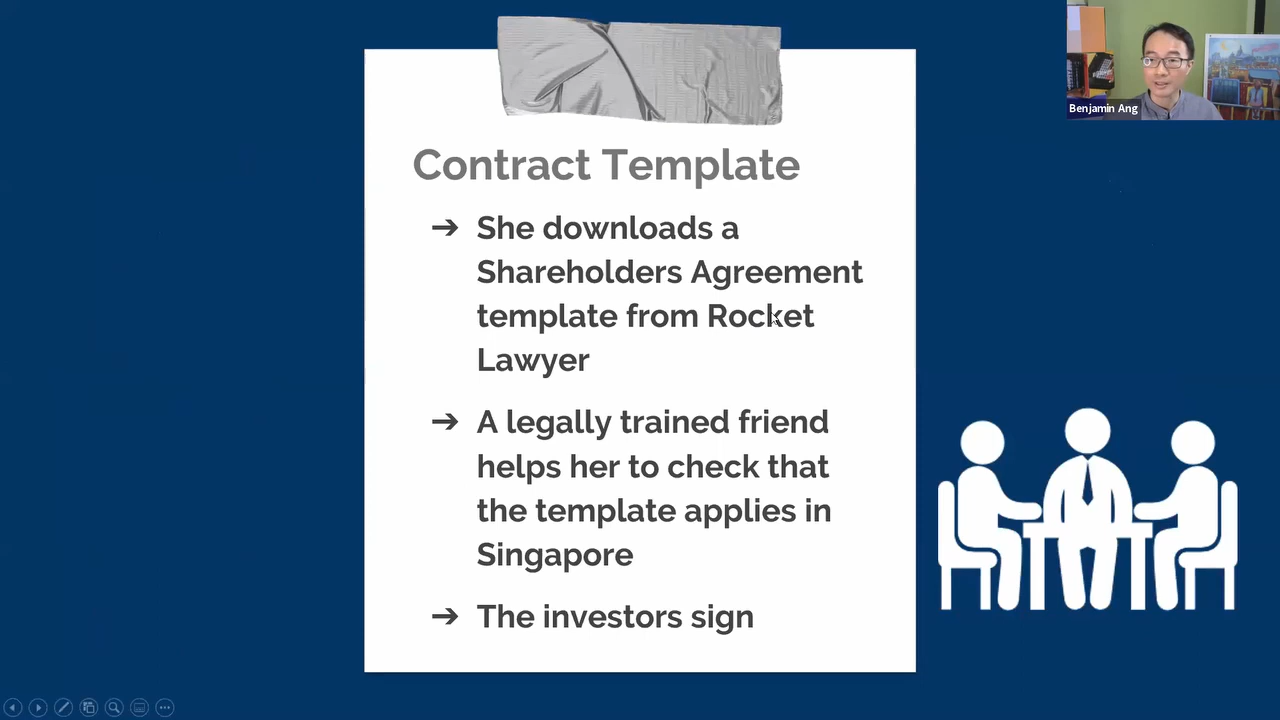 Benjamin Ang
Contract Template
➔ She downloads a
Shareholders Agreement
template from Rocket
Lawyer
➔ A legally trained friend
helps her to check that
the template applies in
Singapore
➔ The investors sign